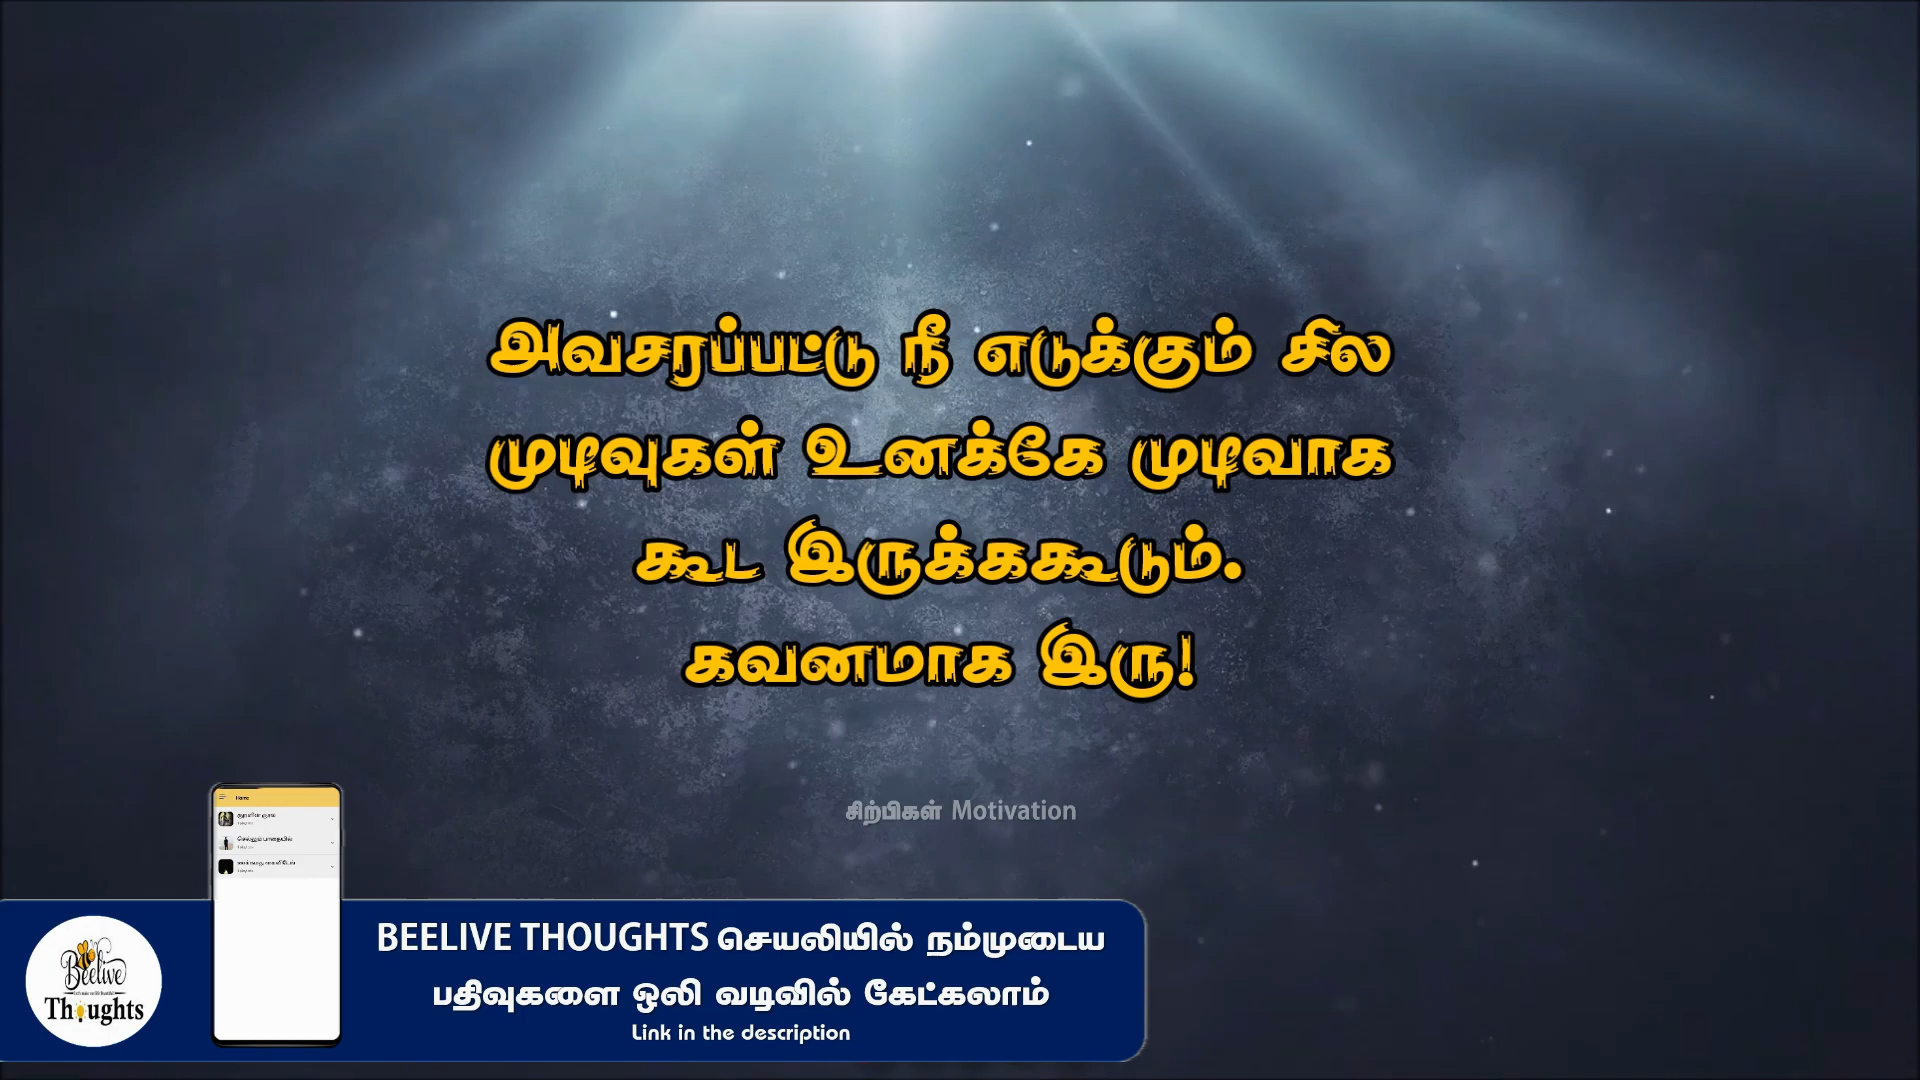 அவசரப்பட்டு நீ எடுக்கும் சில
முடிவுகள் உனக்கே முடிவாக
கூட இருக்ககூடும்.
கவனமாக இரு!
சிற்பிகள் Motivation
Home
BEELIVE THOUGHTS செயலியில் நம்முடைய
பதிவுகளை ஒலி வடிவில் கேட்கலாம்
Link in the description
Beelive
Thoughts